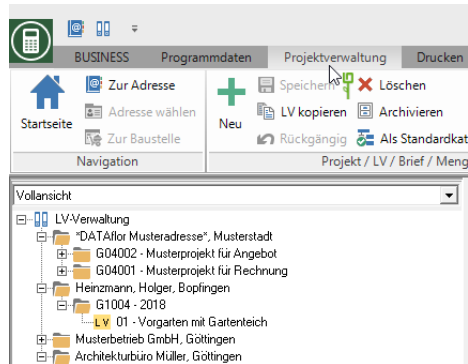 BUSINESS Programmdaten Projektverwaltung Drucken
Zur Adresse Speichern Löschen
Startseite Adresse wählen Neu LV kopieren Archivieren
Zur Baustelle Rückgängig Als Standardkat
Navigation Projekt / LV / Brief / Meng
Vollansicht
LV-Verwaltung
*DATAflor Musteradresse*, Musterstadt
G04002 - Musterprojekt für Angebot
G04001 - Musterprojekt für Rechnung
Heinzmann, Holger, Bopfingen
G1004 - 2018
LV 01 - Vorgarten mit Gartenteich
Musterbetrieb GmbH, Göttingen
Architekturbüro Müller, Göttingen